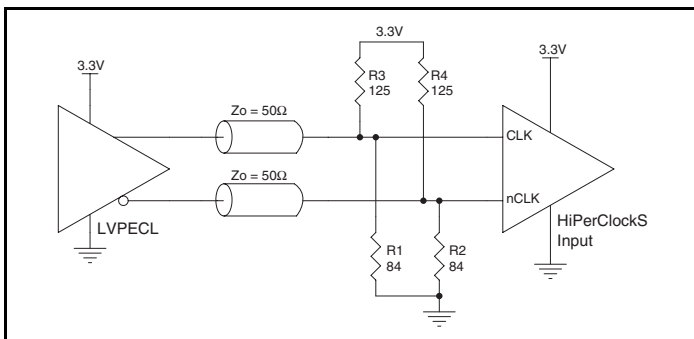 3.3V
3.3V
3.3V
R3
125
R4
125
Zo = 50Ω
CLK
Zo = 50Ω
nCLK
LVPECL
HiPerClockS
Input
R1
84
R2
84